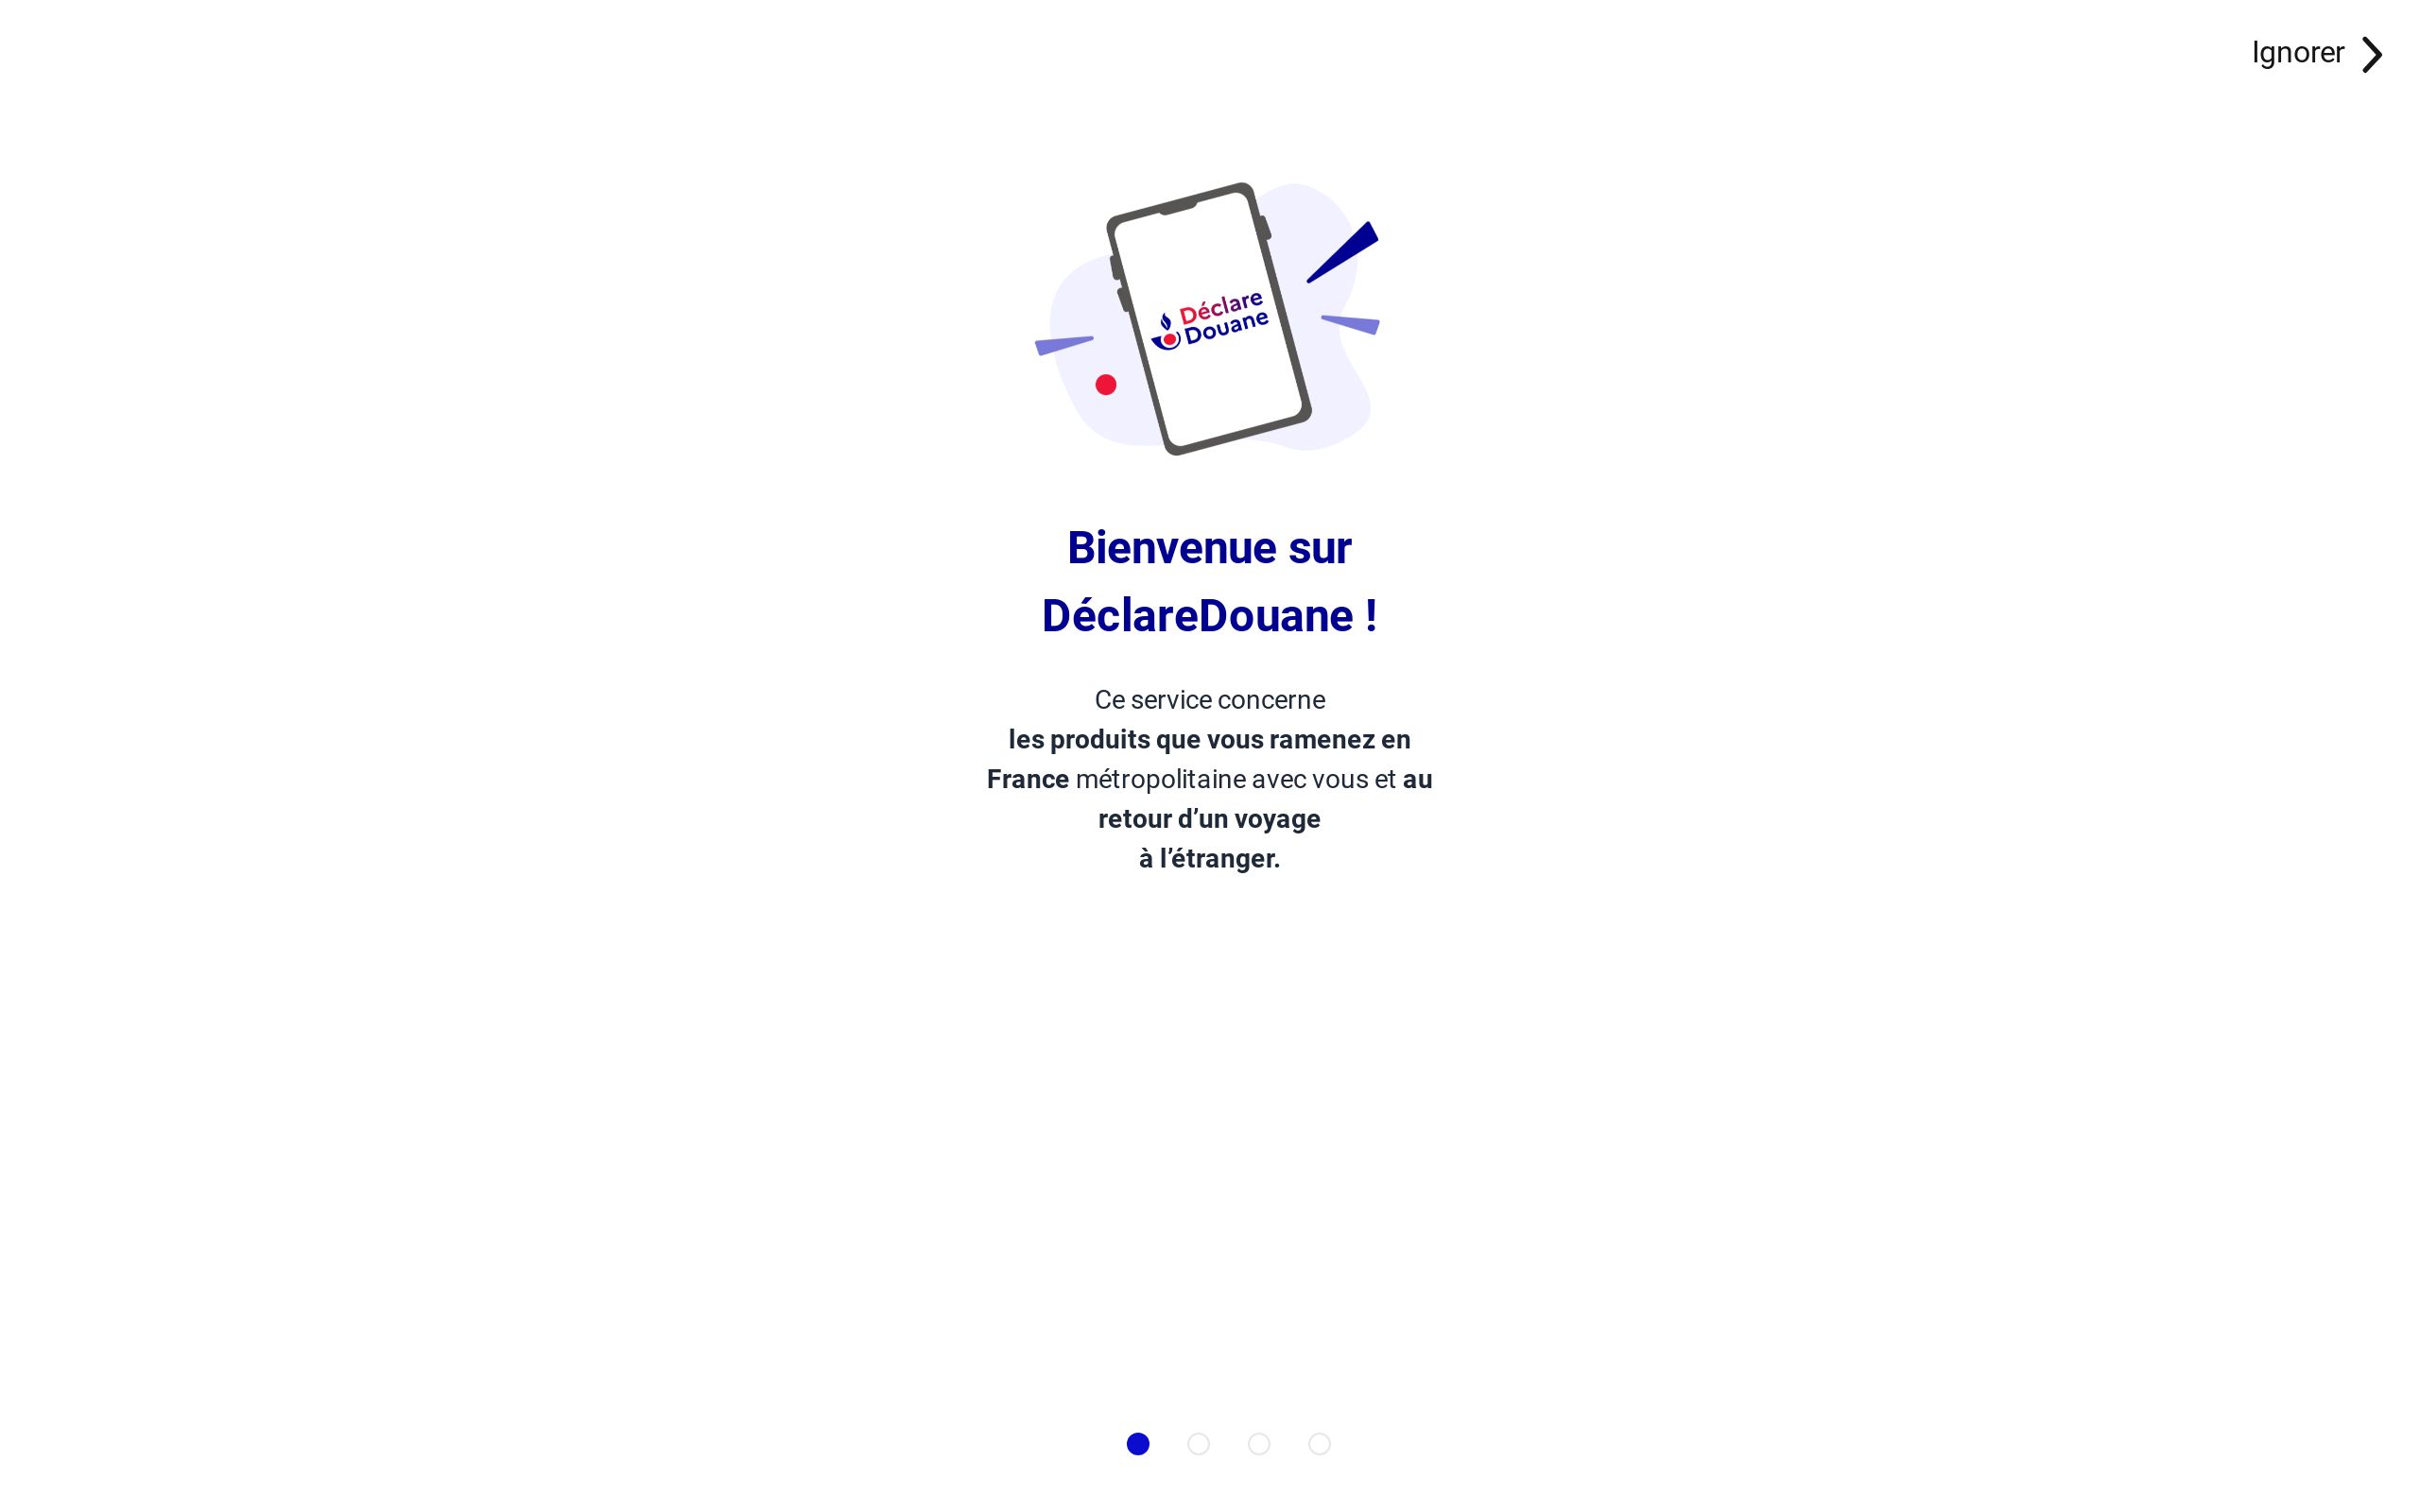 Ignorer
Déclare
Douane
Bienvenue sur
DéclareDouane !
Ce service concerne
les produits que vous ramenez en
France métropolitaine avec vous et au
retour d’un voyage
à l’étranger.